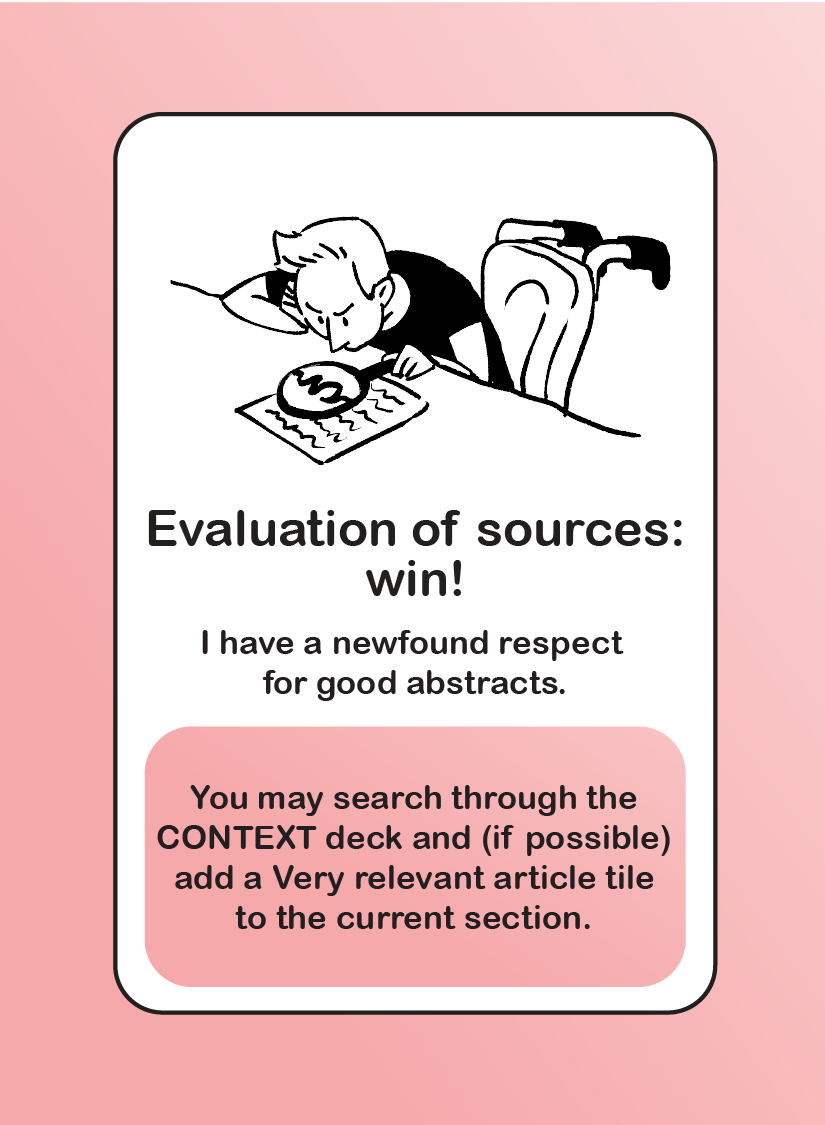 Evaluation of sources:
win!
I have a newfound respect
for good abstracts.
You may search through the
CONTEXT deck and (if possible)
add a Very relevant article tile
to the current section.